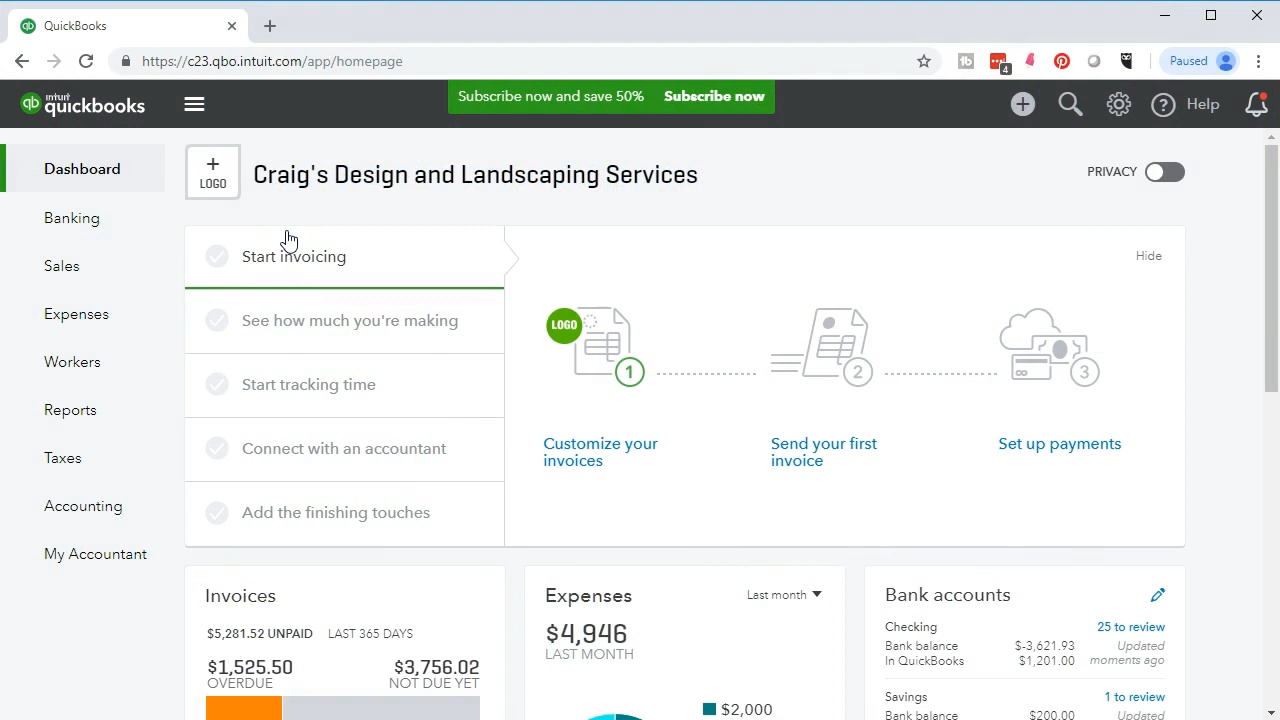 QuickBooks
https://c23.qbo.intuit.com/app/homepage
4
Paused
intuit
quickbooks
Subscribe now and save 50% Subscribe now
Help
Dashboard
Banking
Sales
Expenses
Workers
Reports
Taxes
Accounting
My Accountant
+
LOGO
Craig's Design and Landscaping Services
PRIVACY
Start invoicing
See how much you're making
Start tracking time
Connect with an accountant
Add the finishing touches
Hide
LOGO
1
2
3
Customize your
invoices
Send your first
invoice
Set up payments
Invoices
$5,281.52 UNPAID LAST 365 DAYS
$1,525.50
OVERDUE
$3,756.02
NOT DUE YET
Expenses
Last month
$4,946
LAST MONTH
$2,000
Bank accounts
Checking
25 to review
Bank balance $-3,621.93 Updated
In QuickBooks $1,201.00 moments ago
Savings
1 to review
Bank balance $200.00 Updated